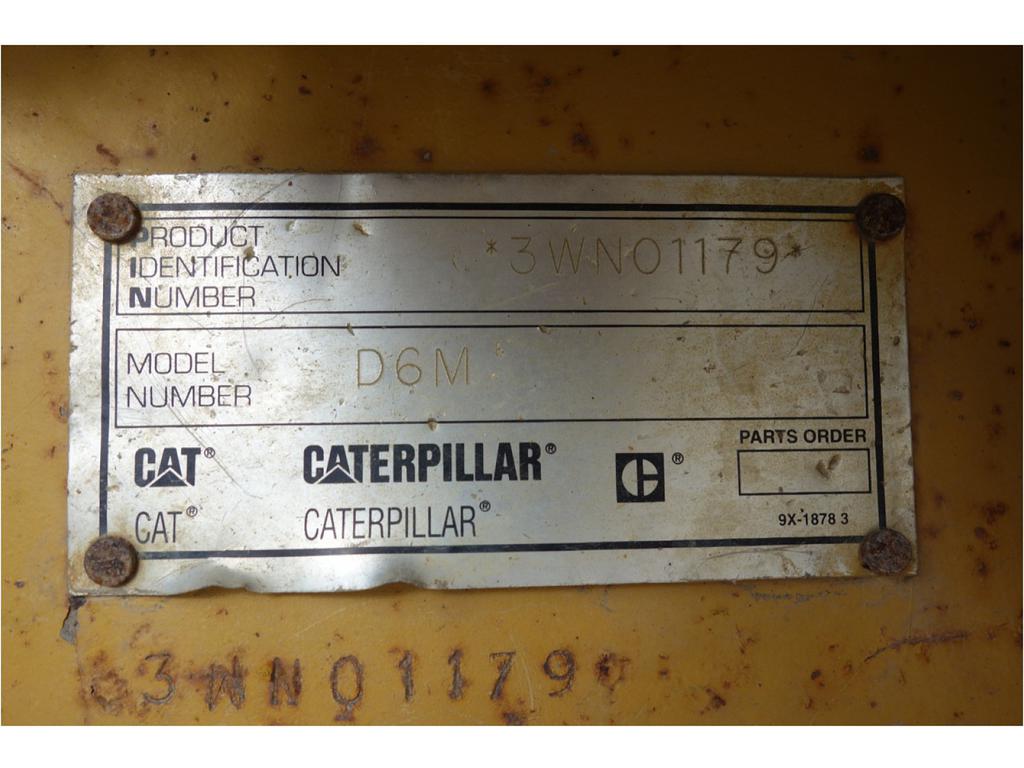 PRODUCT
IDENTIFICATION
NUMBER
*3WN01179*
MODEL
NUMBER
D6M
PARTS ORDER
CAT® CATERPILLAR® ®
CAT® CATERPILLAR®
9X-1878 3
3WN01179